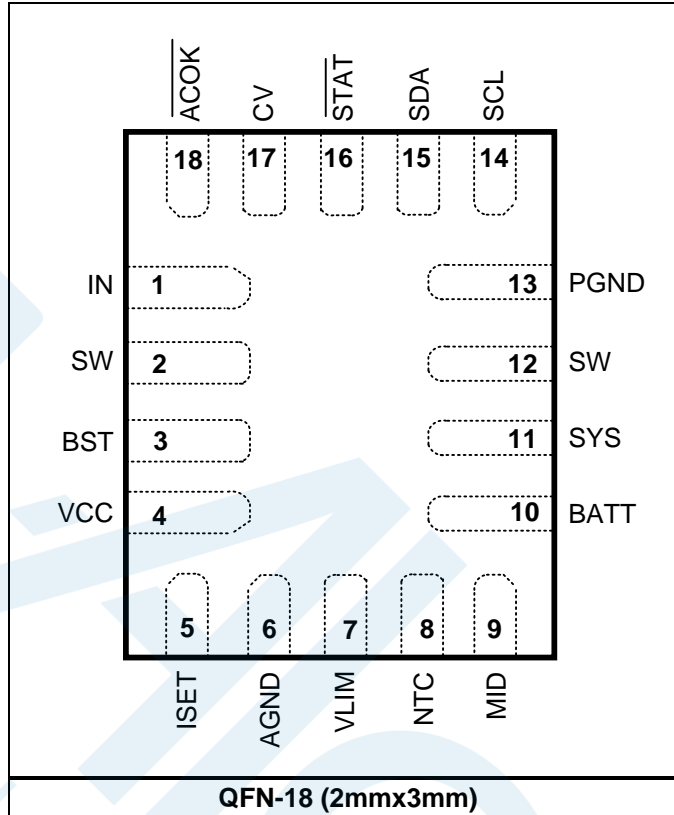 ACOK
CV
STAT
SDA
SCL
18 17 16 15 14
IN 1 13 PGND
SW 2 12 SW
BST 3 11 SYS
VCC 4 10 BATT
5 6 7 8 9
ISET
AGND
VLIM
NTC
MID
QFN-18 (2mmx3mm)